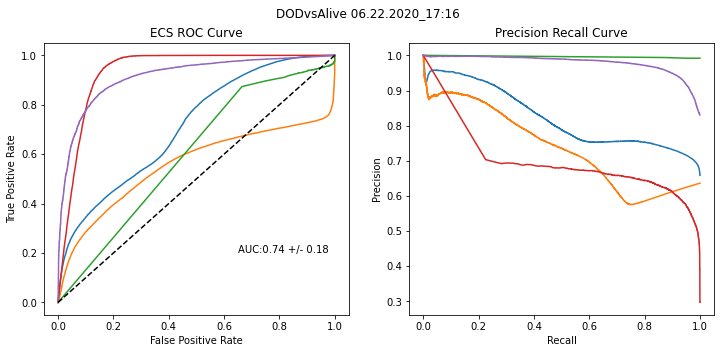 DODvsAlive 06.22.2020_17:16
ECS ROC Curve
1.0
0.8
0.6
0.4
0.2
0.0
True Positive Rate
AUC:0.74 +/- 0.18
0.0 0.2 0.4 0.6 0.8 1.0
False Positive Rate
Precision Recall Curve
1.0
0.9
0.8
0.7
0.6
0.5
0.4
0.3
Precision
0.0 0.2 0.4 0.6 0.8 1.0
Recall